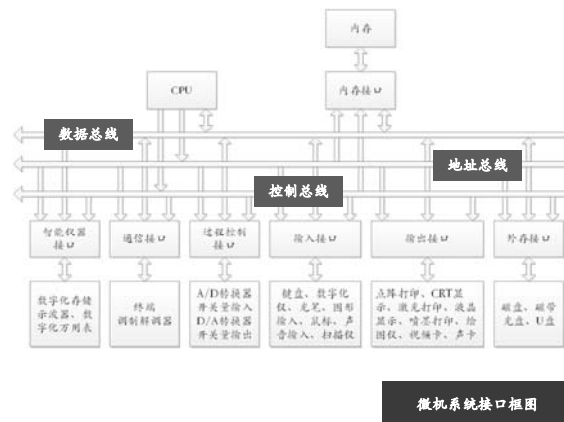 内存
CPU
内存接口
数据总线
地址总线
控制总线
智能仪器
接口
通信接口
过程控制
接口
输入接口
输出接口
外存接口
数字化存储
示波器、数
字化万用表
终端
调制解调器
A/D转换器
开关量输入
D/A转换器
开关量输出
键盘、数字化
仪、光笔、图形
输入、鼠标、声
音输入、扫描仪
点阵打印、CRT显
示、激光打印、液晶
显示、喷墨打印、绘
图仪、视频卡、声卡
磁盘、磁带
光盘、U盘
微机系统接口框图